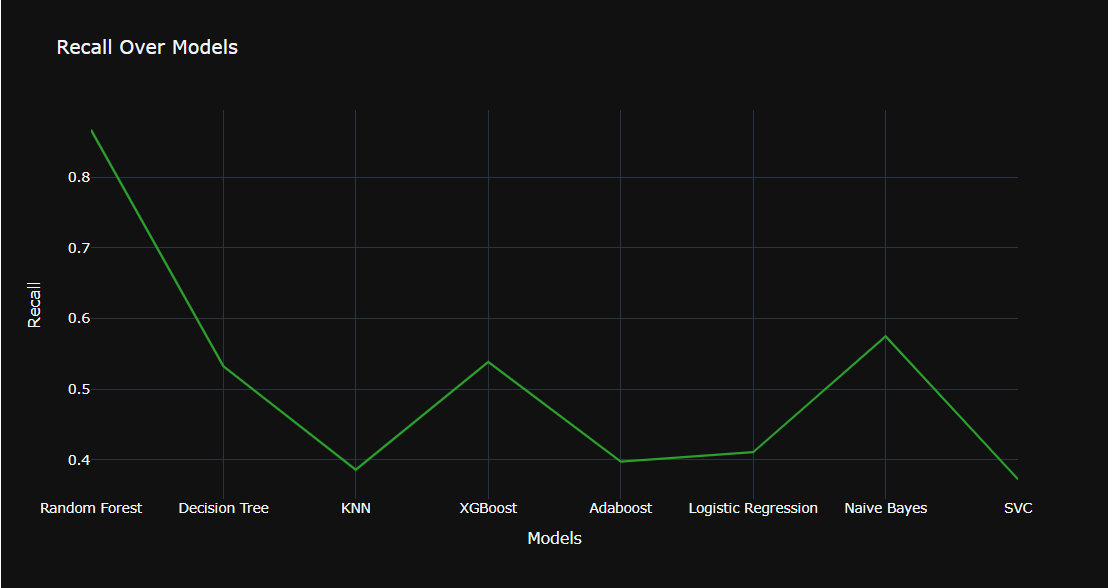 Recall Over Models
Recall
0.8
0.7
0.6
0.5
0.4
Random Forest Decision Tree KNN XGBoost Adaboost Logistic Regression Naive Bayes SVC
Models